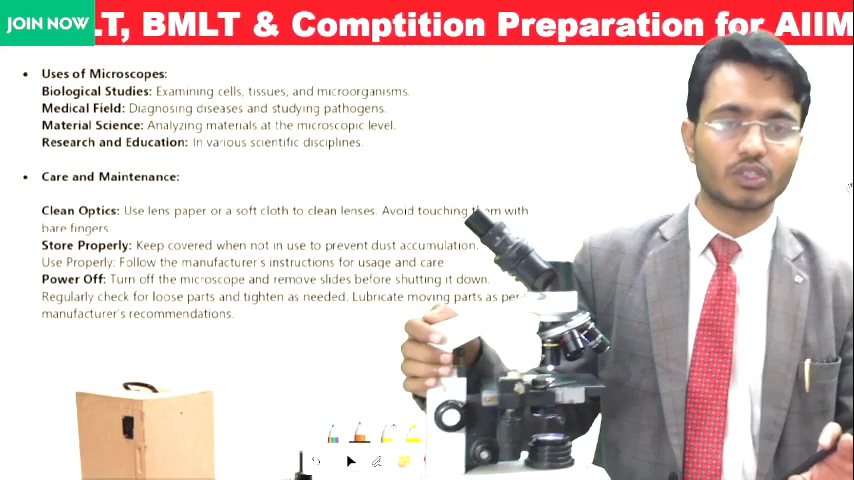 JOIN NOW
LT, BMLT & Comptition Preparation for AIIM
• Uses of Microscopes:
Biological Studies: Examining cells, tissues, and microorganisms.
Medical Field: Diagnosing diseases and studying pathogens.
Material Science: Analyzing materials at the microscopic level.
Research and Education: In various scientific disciplines.
• Care and Maintenance:
Clean Optics: Use lens paper or a soft cloth to clean lenses. Avoid touching them with
bare fingers.
Store Properly: Keep covered when not in use to prevent dust accumulation.
Use Properly: Follow the manufacturer's instructions for usage and care
Power Off: Turn off the microscope and remove slides before shutting it down.
Regularly check for loose parts and tighten as needed. Lubricate moving parts as per
manufacturer's recommendations.